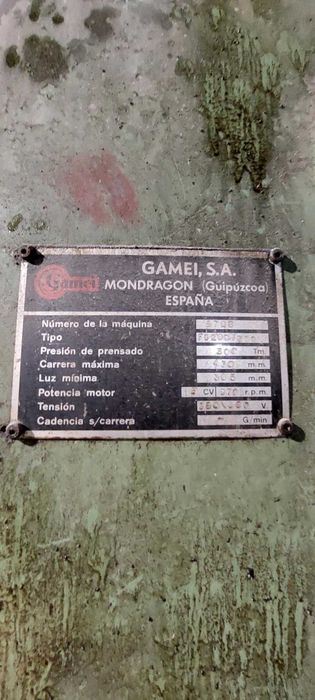 Gamei
GAMEI, S.A.
MONDRAGON (Guipúzcoa)
ESPAÑA
Número de la máquina
Tipo
Presión de prensado 300 Tm
Carrera máxima m.m.
Luz mínima m.m.
Potencia motor CV r.p.m.
Tensión V.
Cadencia s/carrera G/min